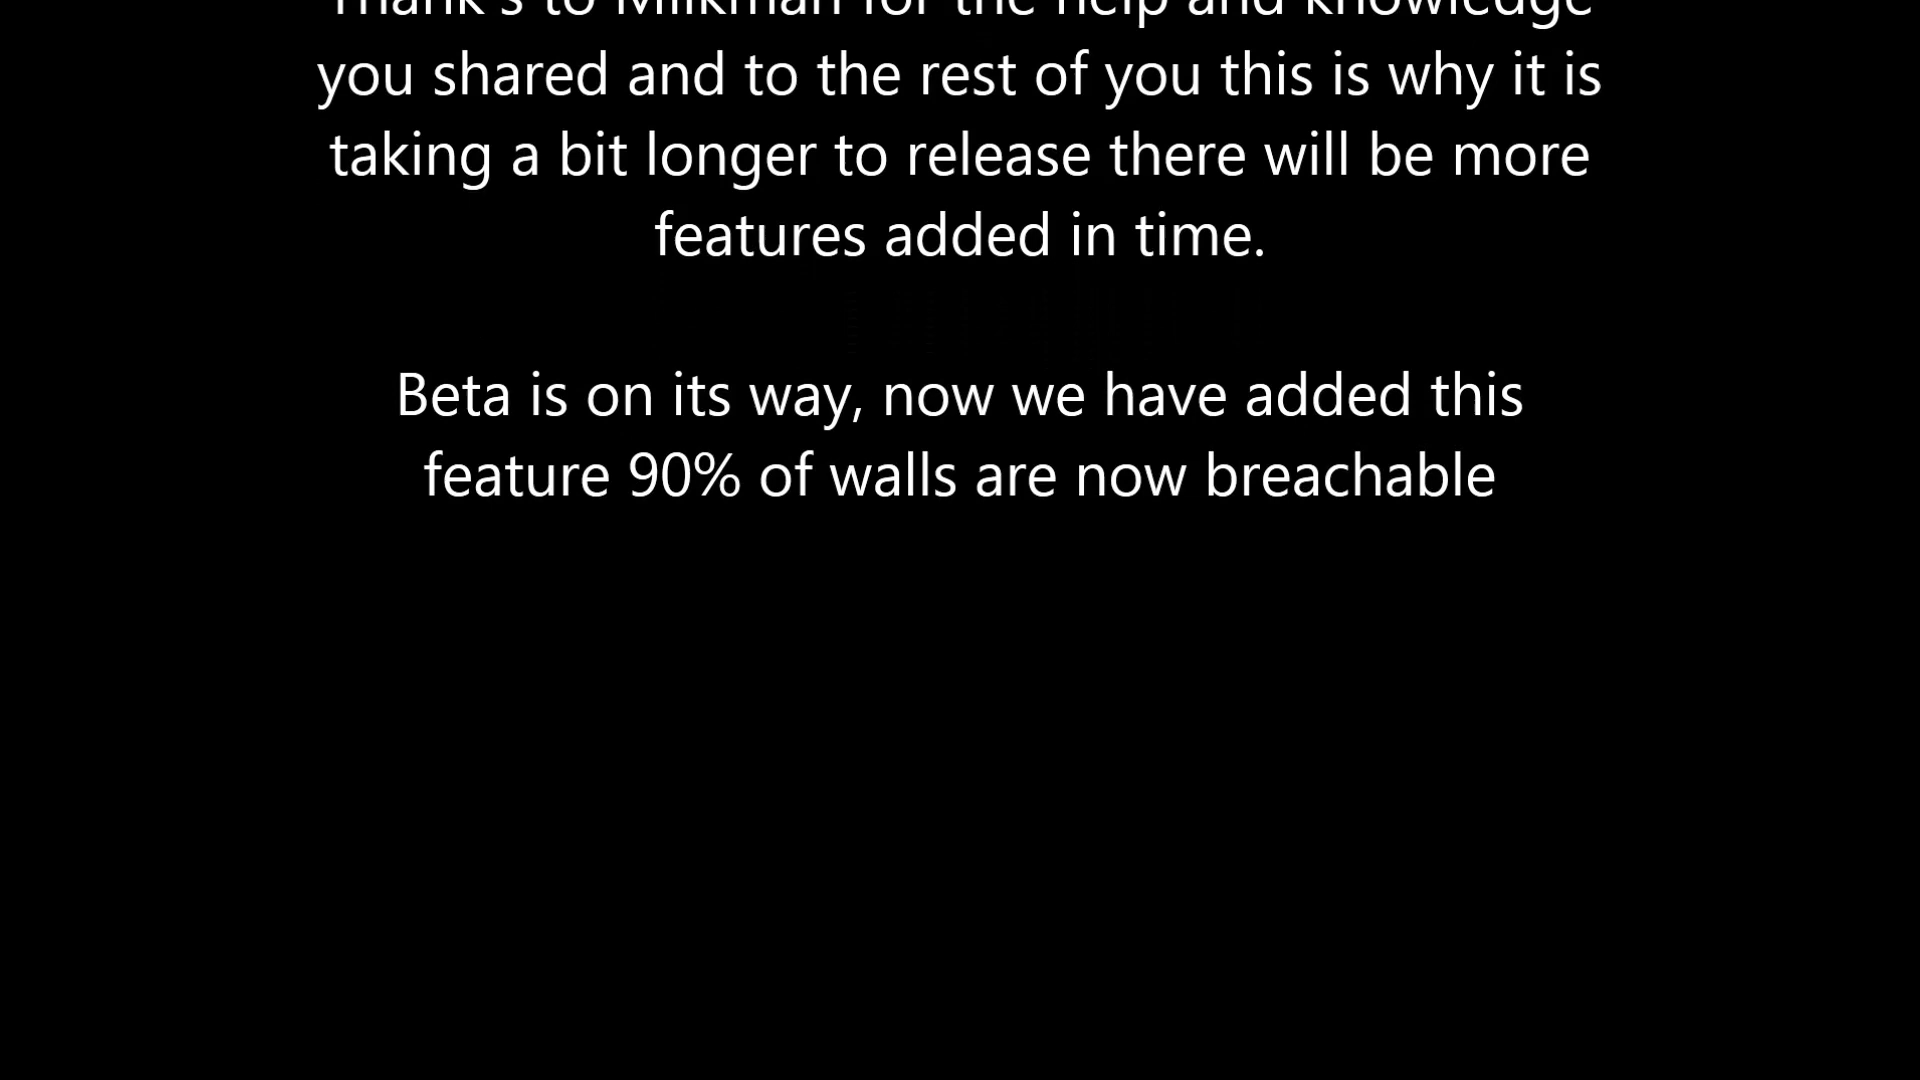 Thank's to Milkman for the help and knowledge
you shared and to the rest of you this is why it is
taking a bit longer to release there will be more
features added in time.
Beta is on its way, now we have added this
feature 90% of walls are now breachable